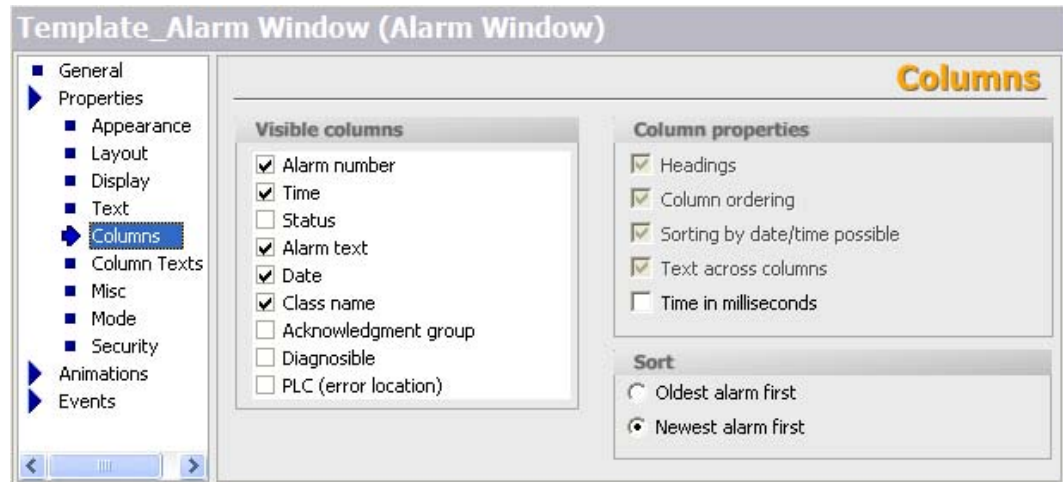 Template_Alarm Window (Alarm Window)
General
Properties
Appearance
Layout
Display
Text
Columns
Column Texts
Misc
Mode
Security
Animations
Events
Columns
Visible columns
Alarm number
Time
Status
Alarm text
Date
Class name
Acknowledgment group
Diagnosible
PLC (error location)
Column properties
Headings
Column ordering
Sorting by date/time possible
Text across columns
Time in milliseconds
Sort
Oldest alarm first
Newest alarm first